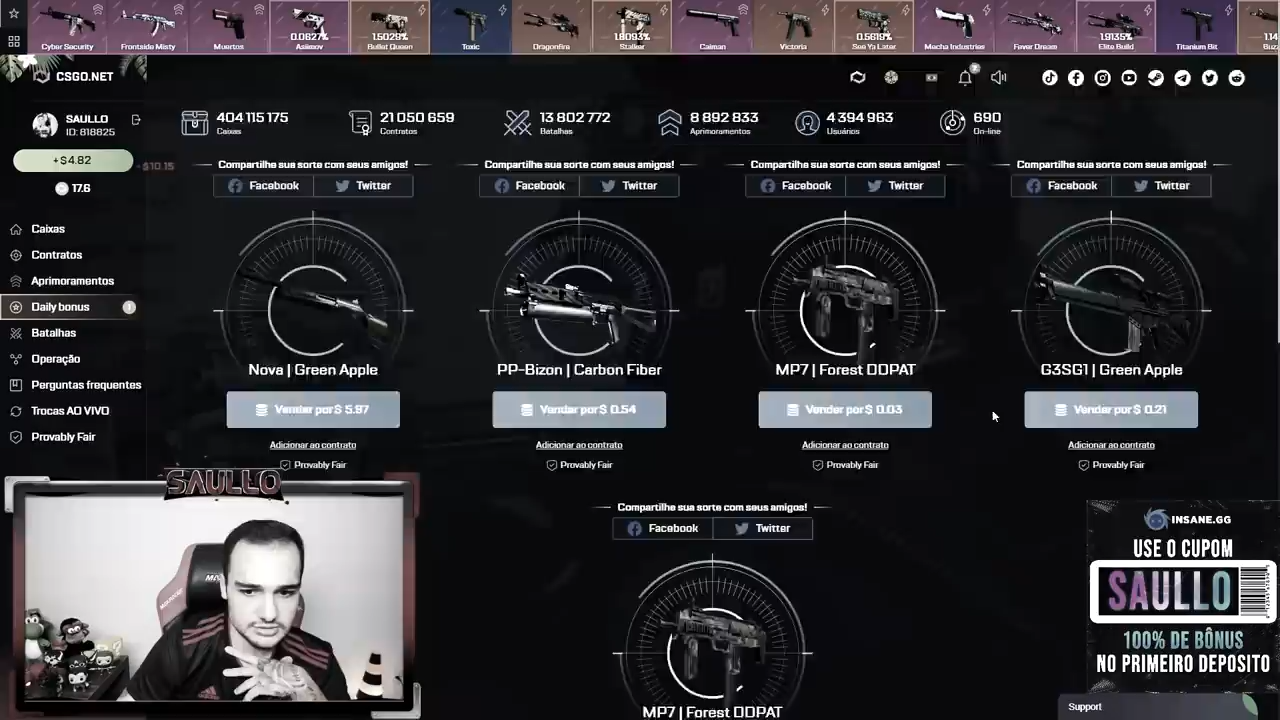 Cyber Security
Frontside Misty
Muertos
0.0827%
Asiimov
1.5029%
Bullet Queen
Toxic
Dragonfire
1.8093%
Stalker
Caiman
Victoria
0.5619%
See Ya Later
Mecha Industries
Fever Dream
1.9135%
Elite Build
Titanium Bit
1.14
CSGO.NET
SAULLO
ID: 818825
+$4.82
- $10.15
17.6
404 115 175
Caixas
21 050 659
Contratos
13 802 772
Batalhas
8 892 833
Aprimoramentos
4 394 963
Usuários
690
On-line
Caixas
Contratos
Aprimoramentos
Daily bonus
1
Batalhas
Operação
Perguntas frequentes
Trocas AO VIVO
Provably Fair
Compartilhe sua sorte com seus amigos!
Facebook
Twitter
Nova | Green Apple
Vender por $ 5.97
Adicionar ao contrato
Provably Fair
Compartilhe sua sorte com seus amigos!
Facebook
Twitter
PP-Bizon | Carbon Fiber
Vender por $ 0.54
Adicionar ao contrato
Provably Fair
Compartilhe sua sorte com seus amigos!
Facebook
Twitter
MP7 | Forest DDPAT
Vender por $ 0.03
Adicionar ao contrato
Provably Fair
Compartilhe sua sorte com seus amigos!
Facebook
Twitter
G3SG1 | Green Apple
Vender por $ 0.21
Adicionar ao contrato
Provably Fair
Compartilhe sua sorte com seus amigos!
Facebook
Twitter
MP7 | Forest DDPAT
SAULLO
INSANE.GG
USE O CUPOM
SAULLO
100% DE BÔNUS
NO PRIMEIRO DEPOSITO
Support